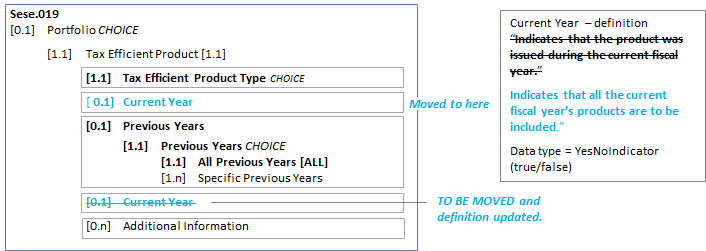 Sese.019
[0.1] Portfolio CHOICE
[1.1] Tax Efficient Product [1.1]
[1.1] Tax Efficient Product Type CHOICE
[ 0.1] Current Year
Moved to here
[0.1] Previous Years
[1.1] Previous Years CHOICE
[1.1] All Previous Years [ALL]
[1.n] Specific Previous Years
[0.1] Current Year
TO BE MOVED and
definition updated.
[0.n] Additional Information
Current Year – definition
“Indicates that the product was
issued during the current fiscal
year.”
Indicates that all the current
fiscal year’s products are to be
included.”
Data type = YesNoIndicator
(true/false)